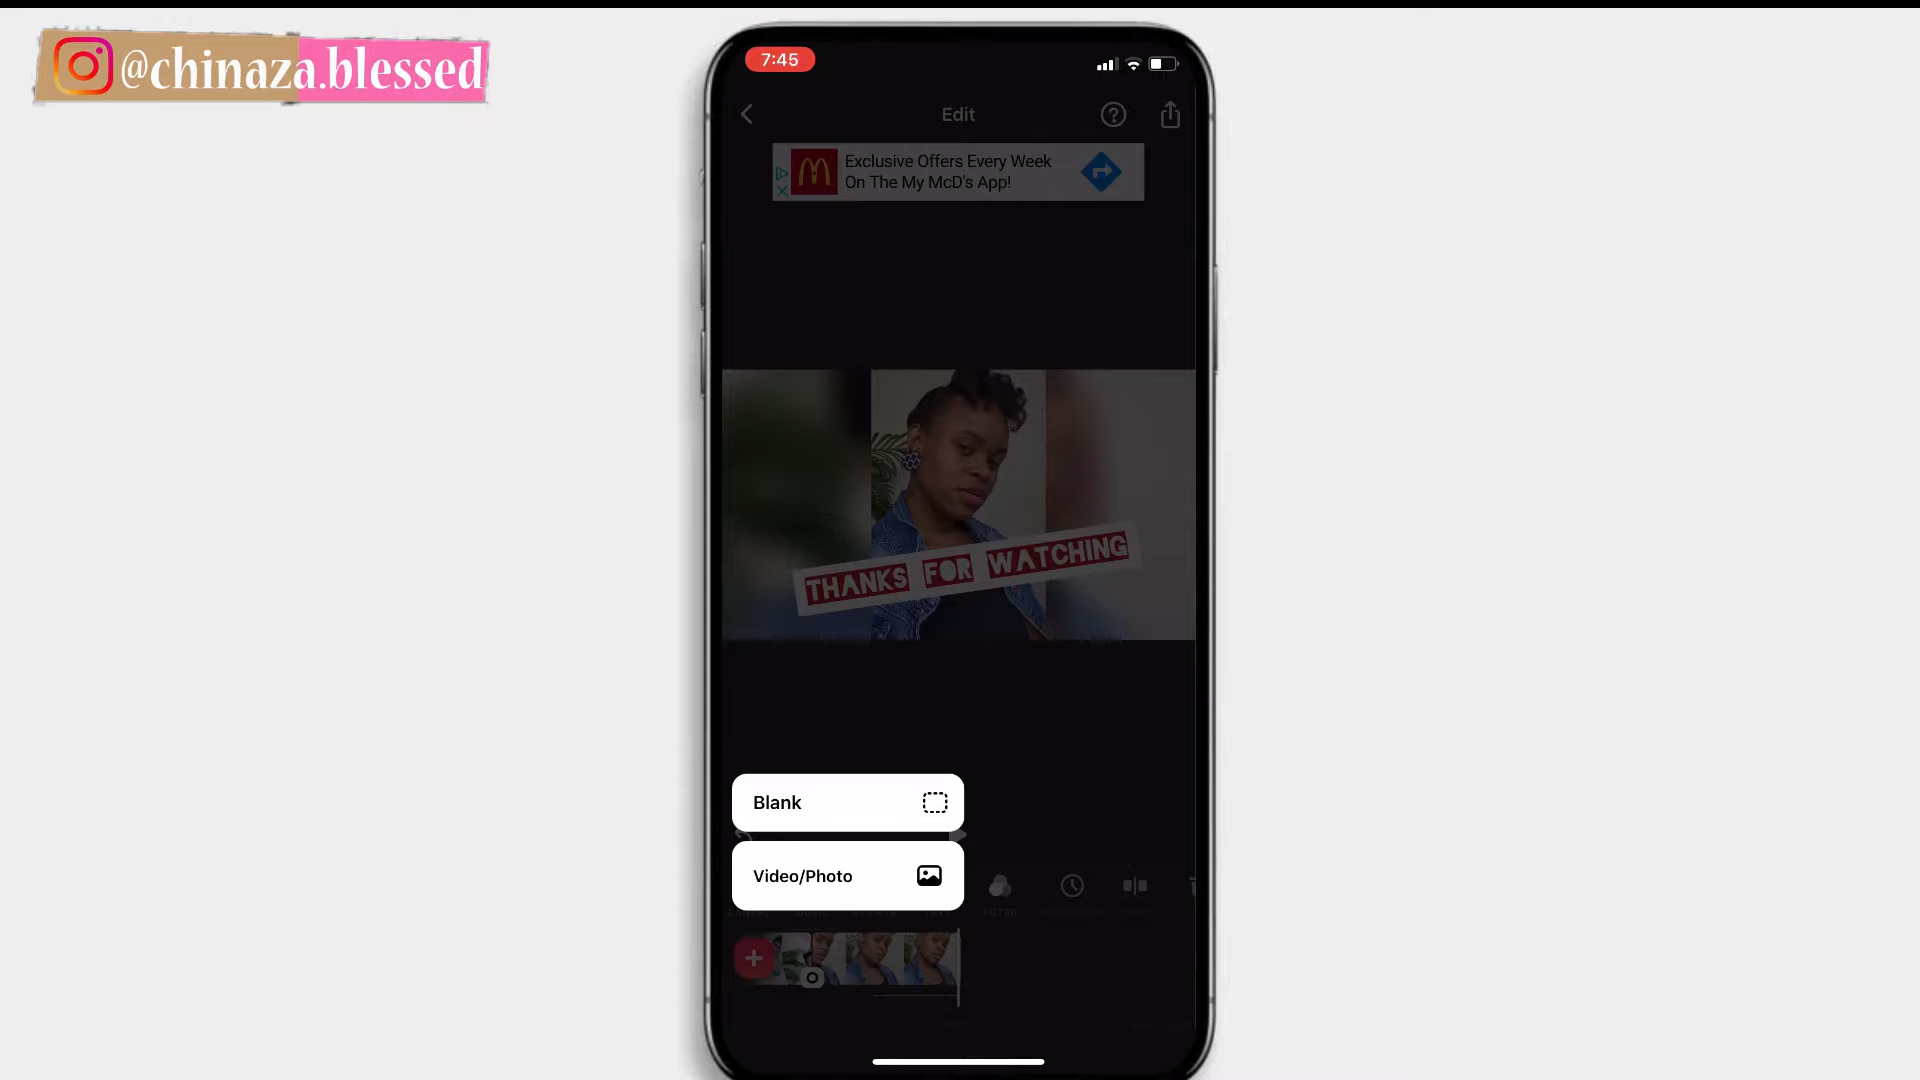 @chinaza.blessed
7:45
Edit
Exclusive Offers Every Week
On The My McD's App!
THANKS FOR WATCHING
Blank
Video/Photo
FILTER